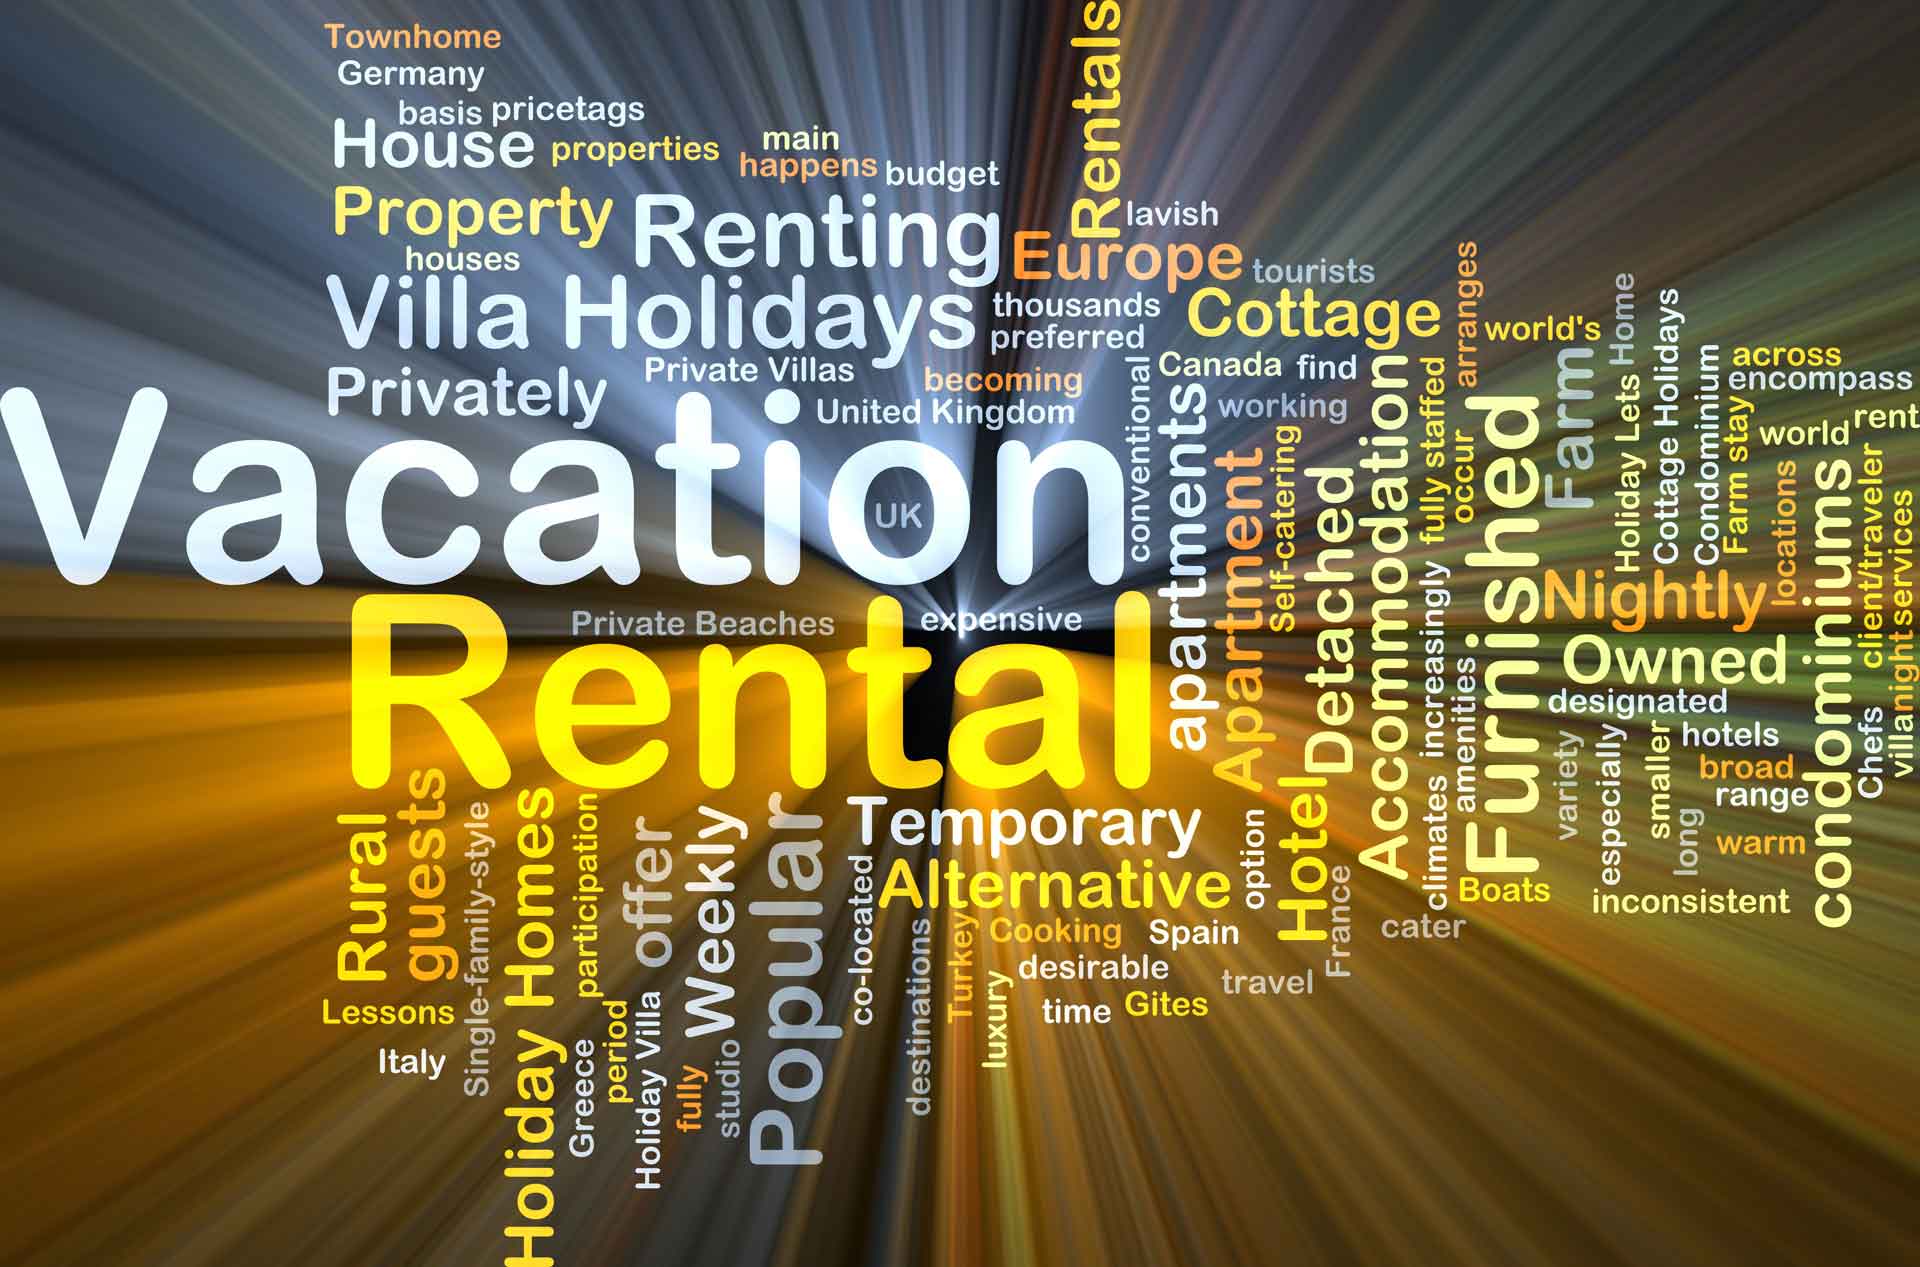 Townhome
Germany
basis pricetags
House properties
main
happens budget
Property
Renting
houses
Villa Holidays
Privately
Private Villas
United Kingdom
becoming
thousands
preferred
Rentals
lavish
Europe
tourists
Cottage
Canada find
working
conventional
Vacation
UK
Private Beaches
expensive
Rental
apartments
Apartment
Self-catering
Detached
Accommodation
fully staffed
arranges
occur
increasingly
amenities
climates
Furnished
world's
Farm
Home
Holiday Lets
Cottage Holidays
Condominium
across
encompass
Farm stay
world
rent
locations
Nightly
Owned
designated
hotels
broad
range
warm
variety
especially
smaller
long
inconsistent
condominiums
client/traveler
services
night
villa
Chefs
Boats
cater
Hotel
France
option
Temporary
Alternative
Cooking
Spain
desirable
travel
time Gites
Turkey
luxury
destinations
co-located
Popular
Weekly
studio
fully
offer
Holiday Villa
period
participation
Greece
Holiday Homes
Single-family-style
guests
Rural
Lessons
Italy